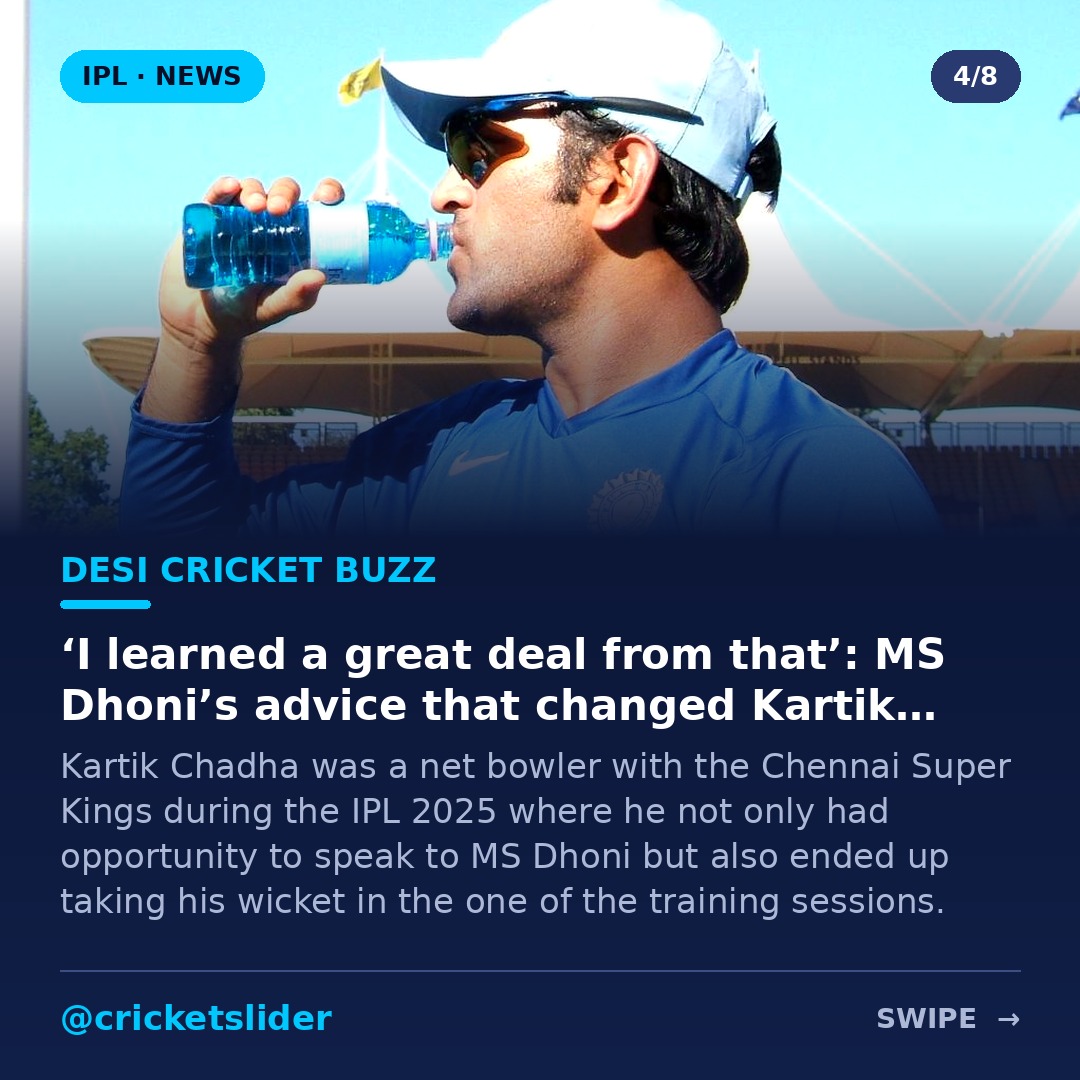 IPL · NEWS
4/8
DESI CRICKET BUZZ
‘I learned a great deal from that’: MS
Dhoni’s advice that changed Kartik...
Kartik Chadha was a net bowler with the Chennai Super
Kings during the IPL 2025 where he not only had
opportunity to speak to MS Dhoni but also ended up
taking his wicket in the one of the training sessions.
@cricketslider
SWIPE →